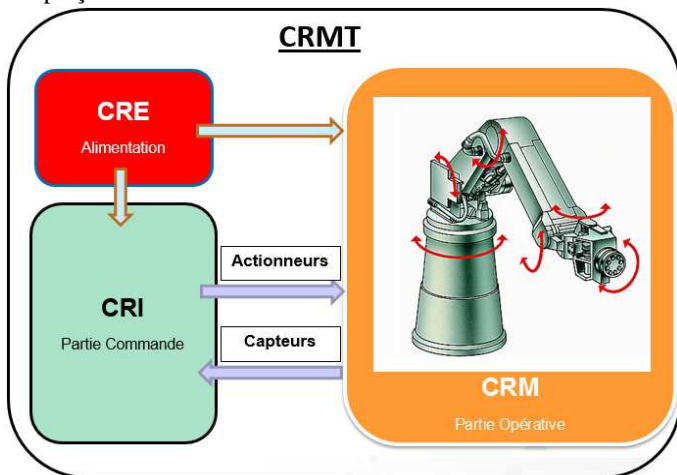 CRMT
CRE
Alimentation
CRI
Partie Commande
Actionneurs
Capteurs
CRM
Partie Opérative